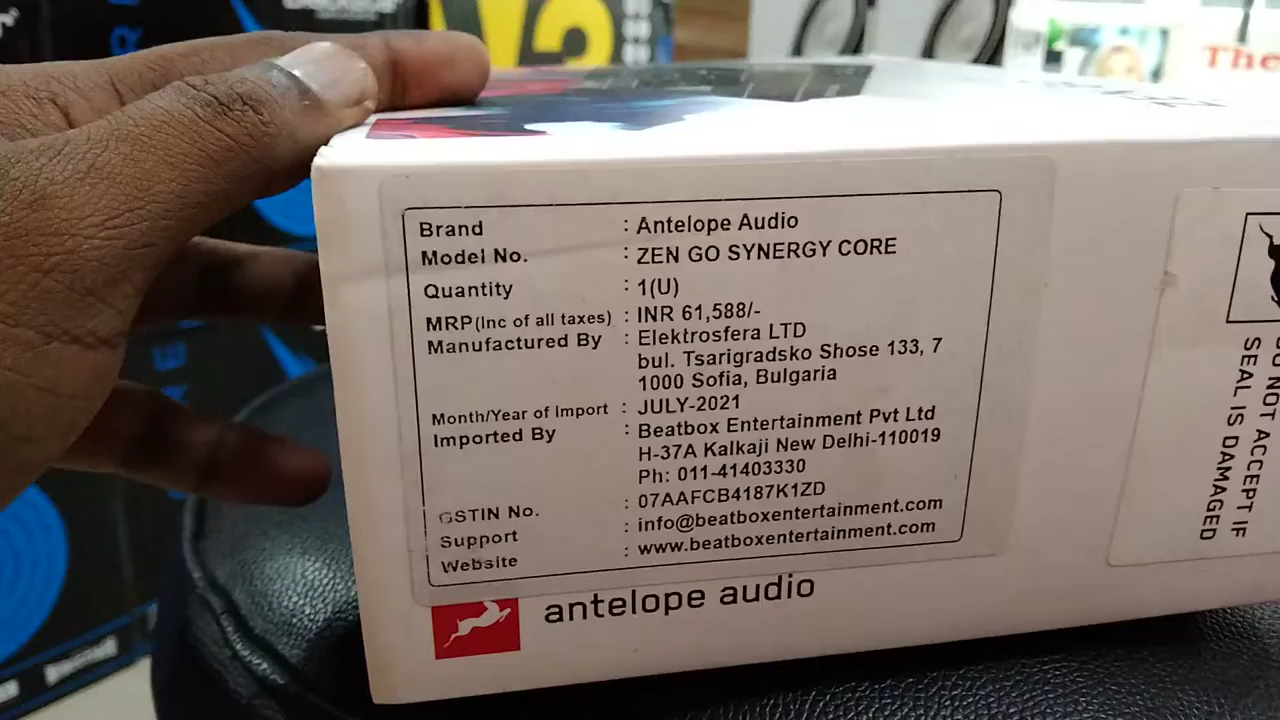 Brand : Antelope Audio
Model No. : ZEN GO SYNERGY CORE
Quantity : 1(U)
MRP(Inc of all taxes) : INR 61,588/-
Manufactured By : Elektrosfera LTD
bul. Tsarigradsko Shose 133, 7
1000 Sofia, Bulgaria
Month/Year of Import : JULY-2021
Imported By : Beatbox Entertainment Pvt Ltd
H-37A Kalkaji New Delhi-110019
Ph: 011-41403330
GSTIN No. : 07AAFCB4187K1ZD
Support : info@beatboxentertainment.com
Website : www.beatboxentertainment.com
antelope audio
DO NOT ACCEPT IF
SEAL IS DAMAGED
The